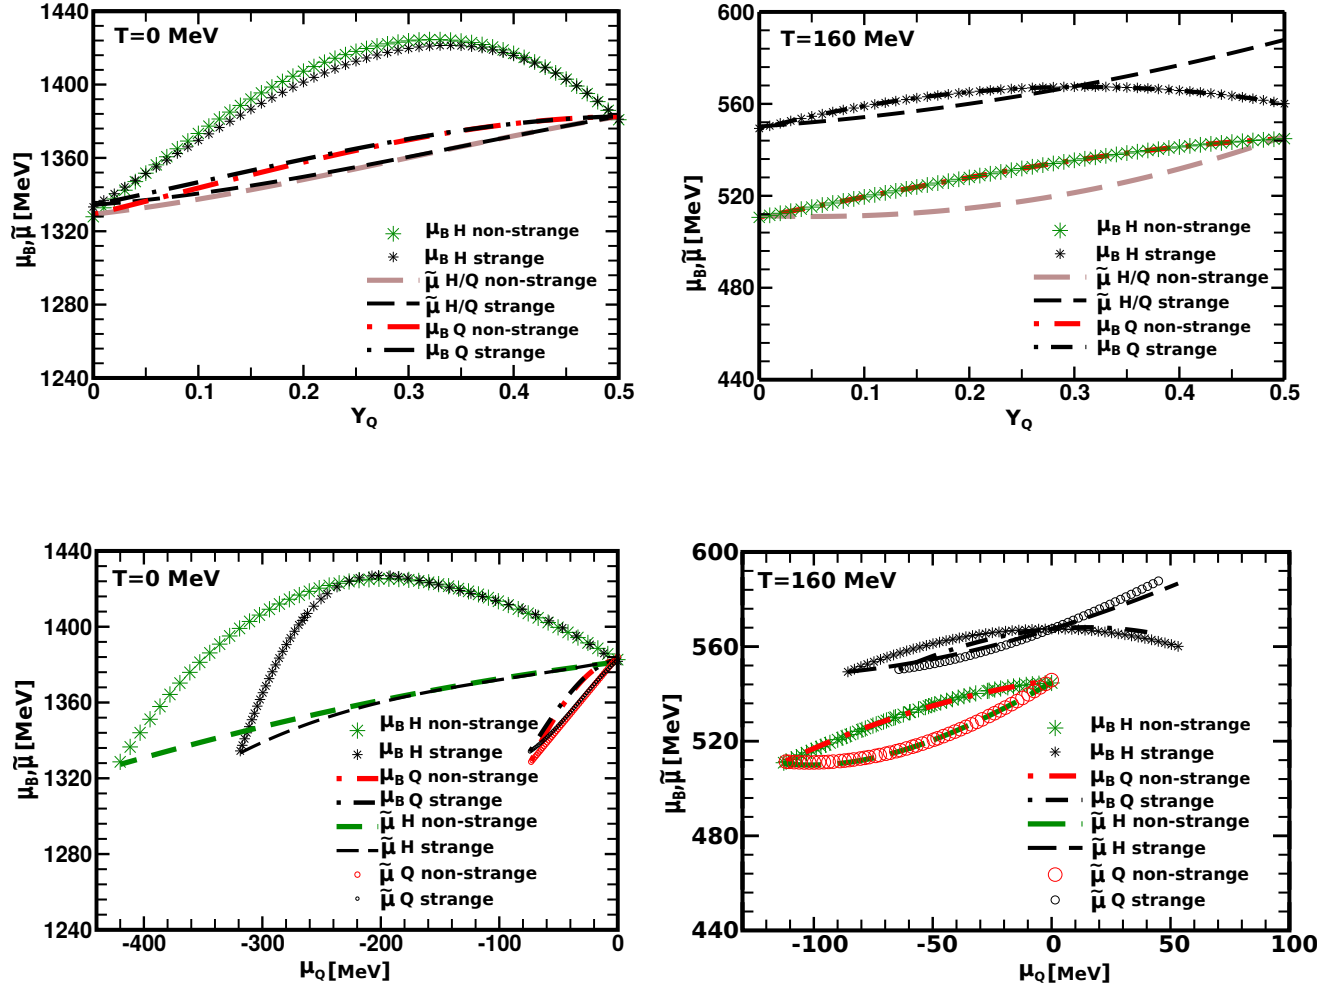 T=0 MeV
1440
1400
1360
1320
1280
1240
μB,μ̃ [MeV]
μB H non-strange
μB H strange
μ̃ H/Q non-strange
μ̃ H/Q strange
μB Q non-strange
μB Q strange
0 0.1 0.2 0.3 0.4 0.5
YQ
T=160 MeV
600
560
520
480
440
μB,μ̃ [MeV]
μB H non-strange
μB H strange
μ̃ H/Q non-strange
μ̃ H/Q strange
μB Q non-strange
μB Q strange
0 0.1 0.2 0.3 0.4 0.5
YQ
T=0 MeV
1440
1400
1360
1320
1280
1240
μB,μ̃ [MeV]
μB H non-strange
μB H strange
μB Q non-strange
μB Q strange
μ̃ H non-strange
μ̃ H strange
μ̃ Q non-strange
μ̃ Q strange
-400 -300 -200 -100 0
μQ [MeV]
T=160 MeV
600
560
520
480
440
μB,μ̃ [MeV]
μB H non-strange
μB H strange
μB Q non-strange
μB Q strange
μ̃ H non-strange
μ̃ H strange
μ̃ Q non-strange
μ̃ Q strange
-100 -50 0 50 100
μQ [MeV]